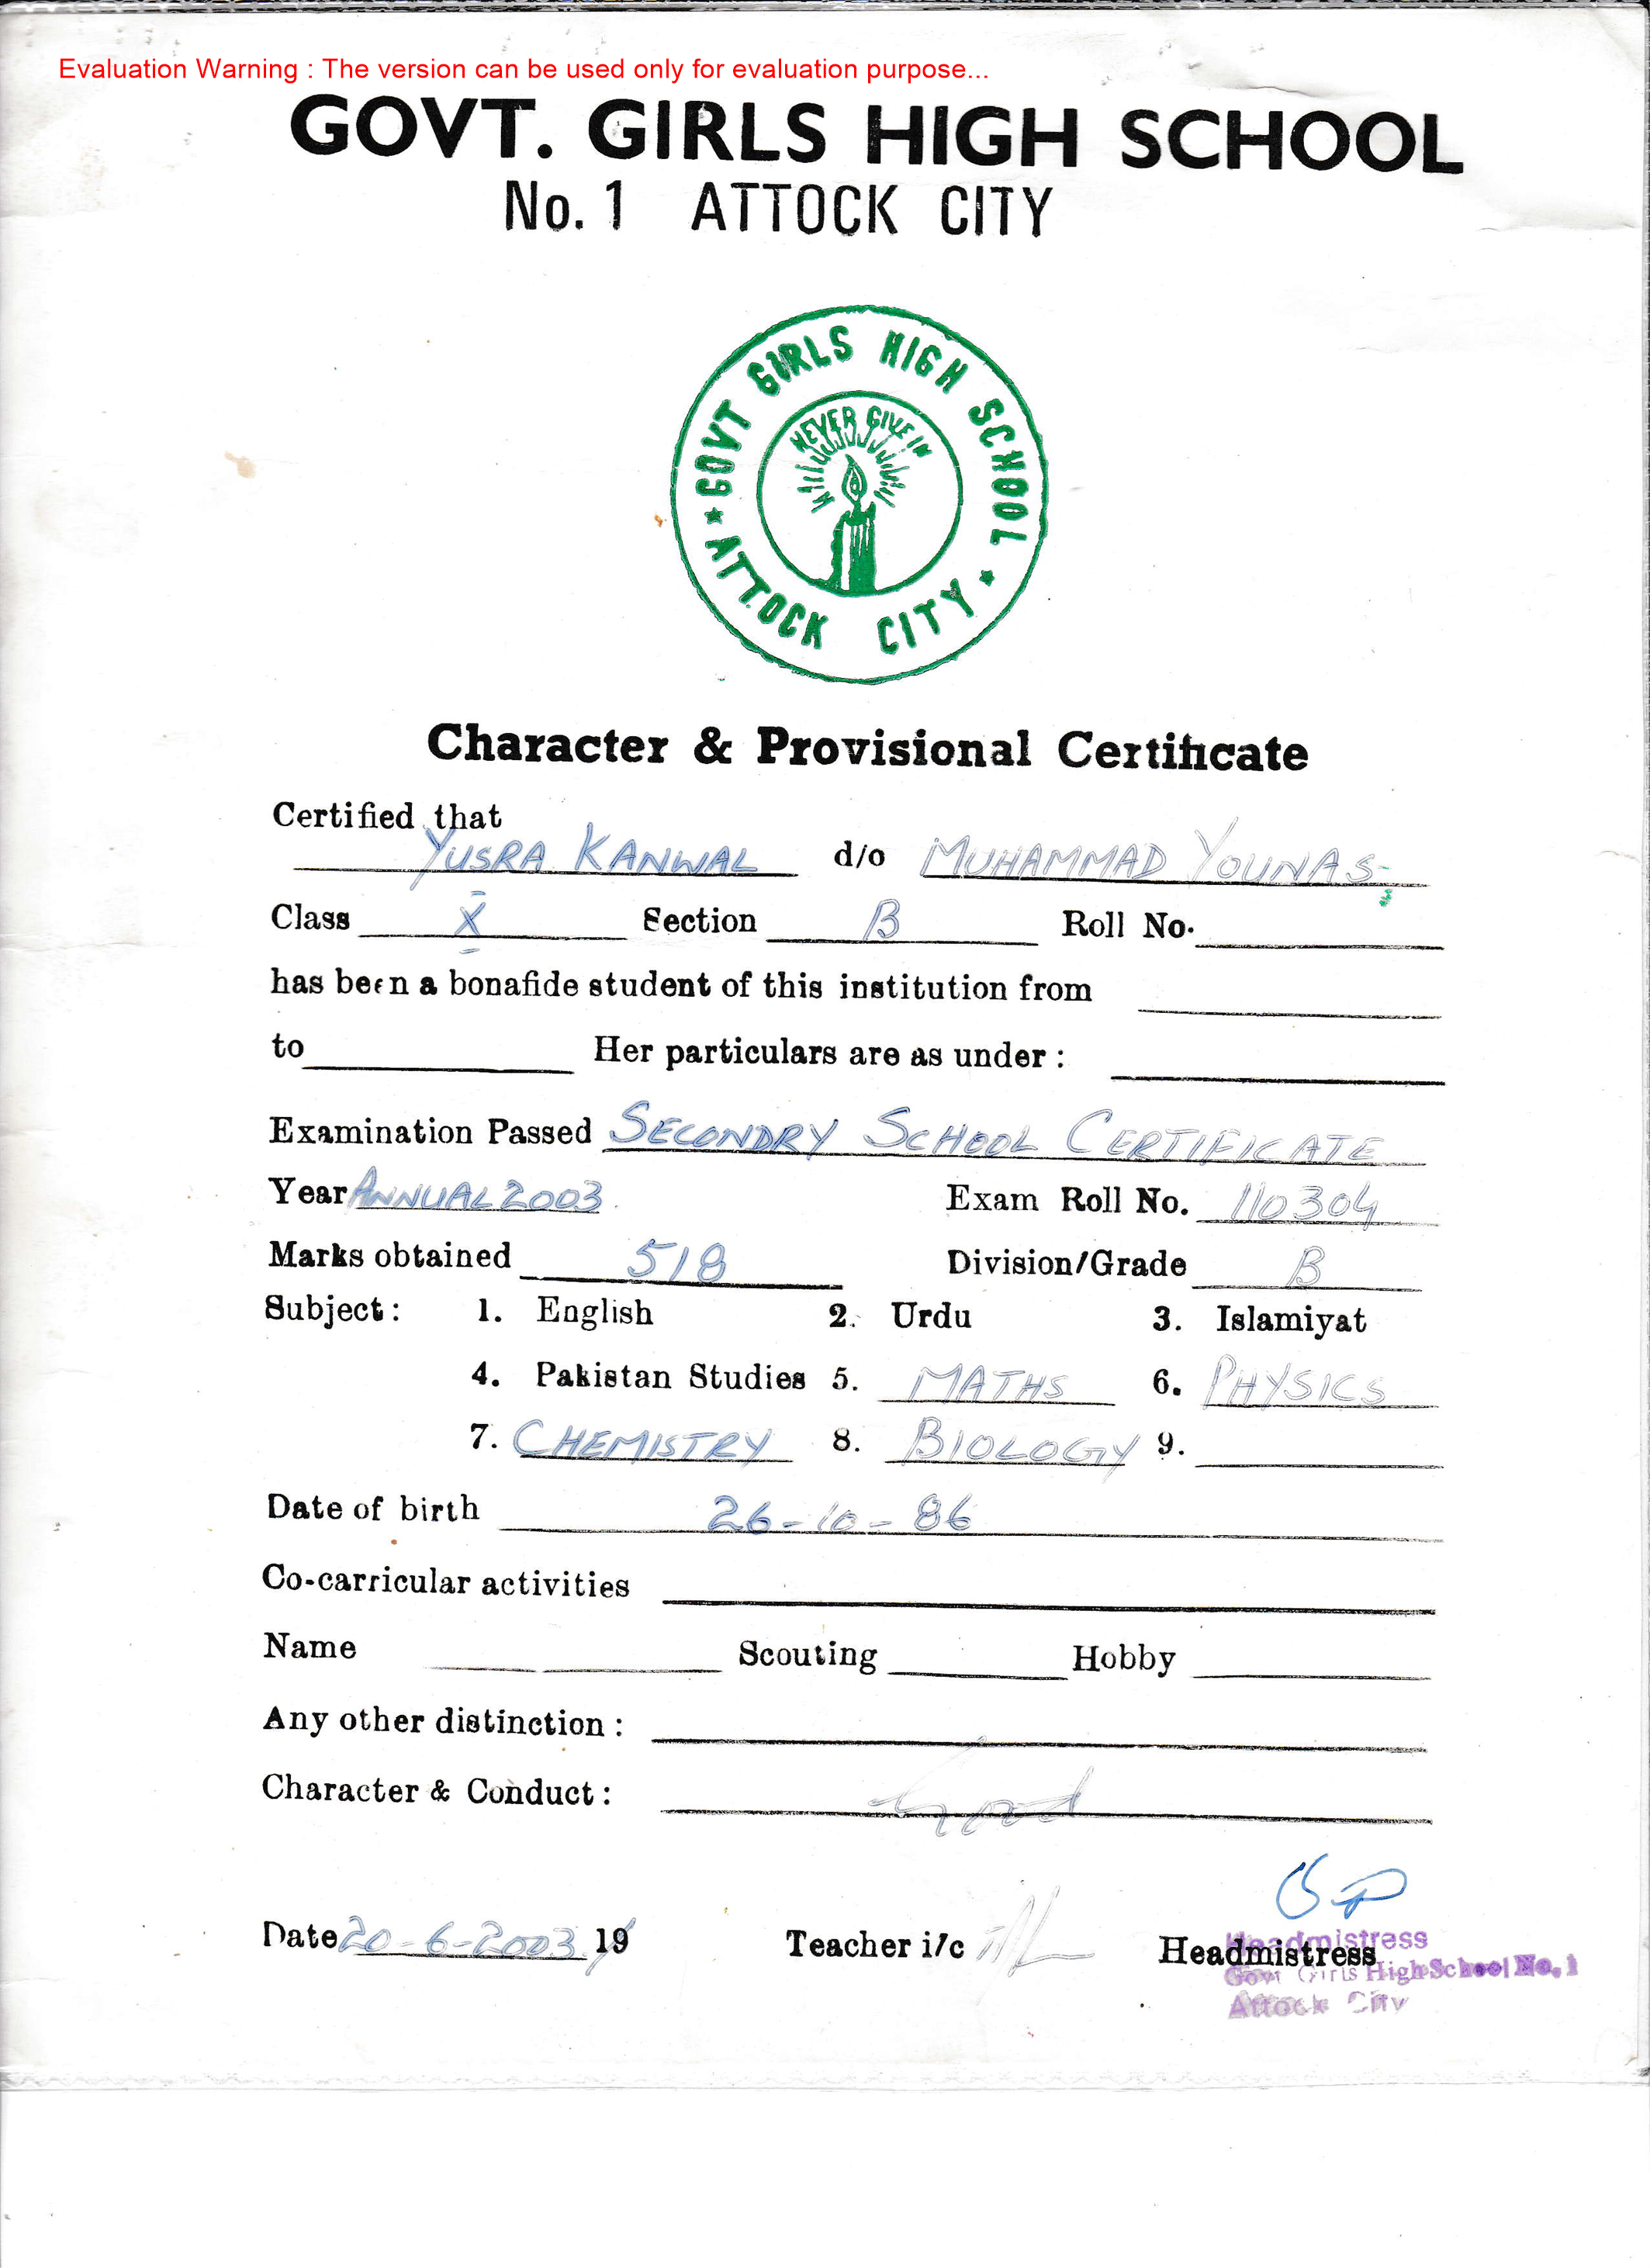 Evaluation Warning : The version can be used only for evaluation purpose...
GOVT. GIRLS HIGH SCHOOL
No. 1 ATTOCK CITY
GOVT GIRLS HIGH SCHOOL
NEVER GIVE IN
ATTOCK CITY
Character & Provisional Certificate
Certified that
YUSRA KANWAL d/o MUHAMMAD YOUNAS
Class X Section B Roll No.
has been a bonafide student of this institution from
to Her particulars are as under :
Examination Passed SECONDRY SCHOOL CERTIFICATE
Year ANNUAL 2003 Exam Roll No. 110304
Marks obtained 518 Division/Grade B
Subject : 1. English 2. Urdu 3. Islamiyat
4. Pakistan Studies 5. MATHS 6. PHYSICS
7. CHEMISTRY 8. BIOLOGY 9.
Date of birth 26-10-86
Co-carricular activities
Name Scouting Hobby
Any other distinction :
Character & Conduct : Good
Date 20-6-2003 19 Teacher i/c Headmistress
Headmistress
Govt Girls High School No. 1
Attock City